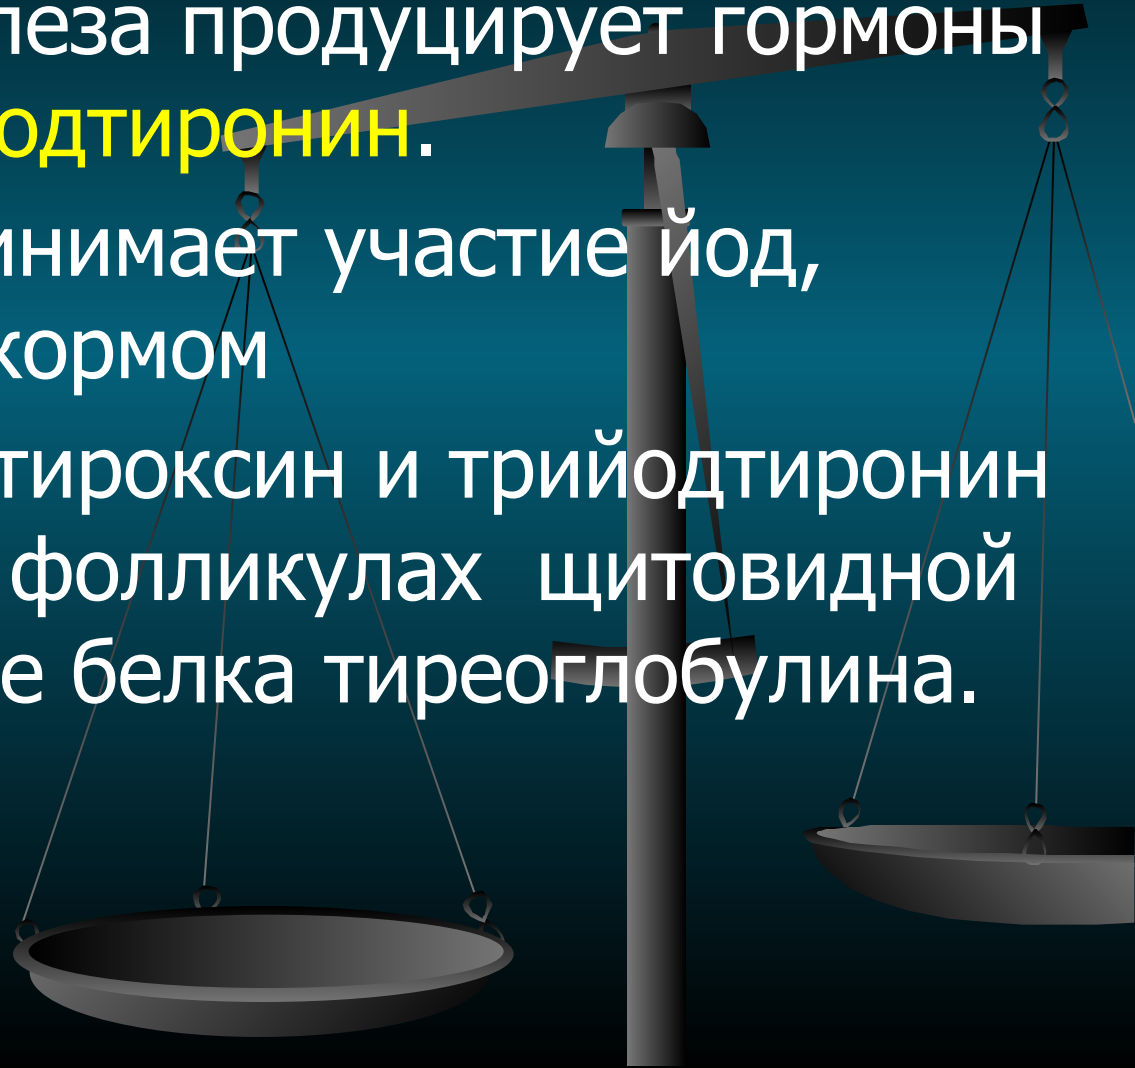 леза продуцирует гормоны
одтиронин.
инимает участие йод,
кормом
тироксин и трийодтиронин
фолликулах щитовидной
е белка тиреоглобулина.